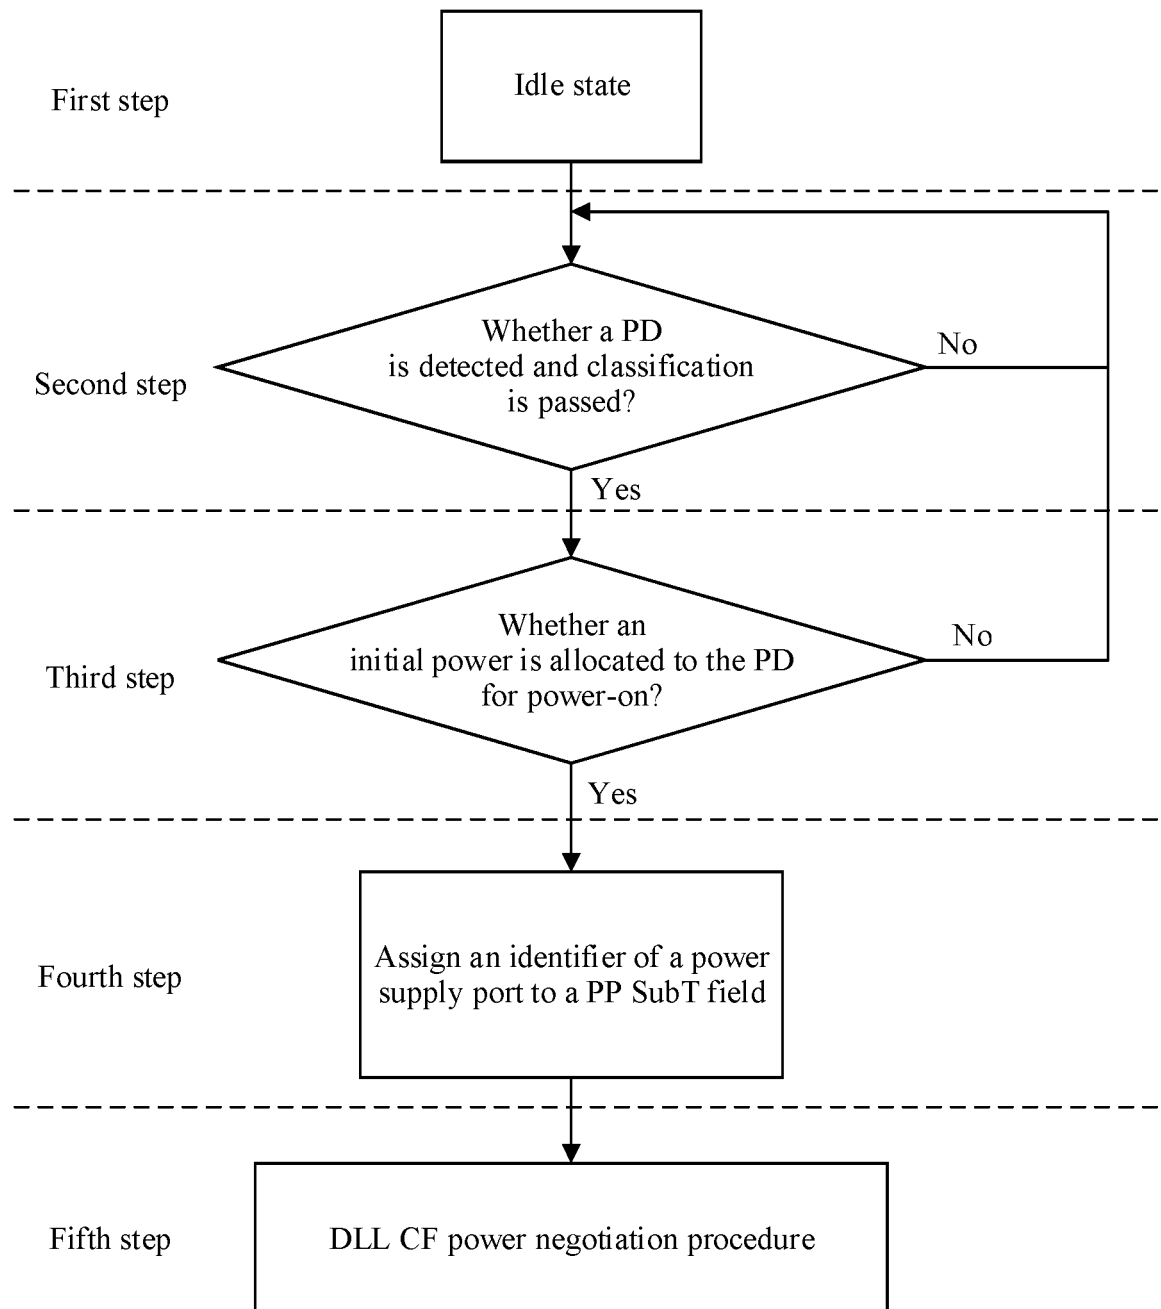 First step
Idle state
Second step
Whether a PD
is detected and classification
is passed?
No
Yes
Third step
Whether an
initial power is allocated to the PD
for power-on?
No
Yes
Fourth step
Assign an identifier of a power
supply port to a PP SubT field
Fifth step
DLL CF power negotiation procedure